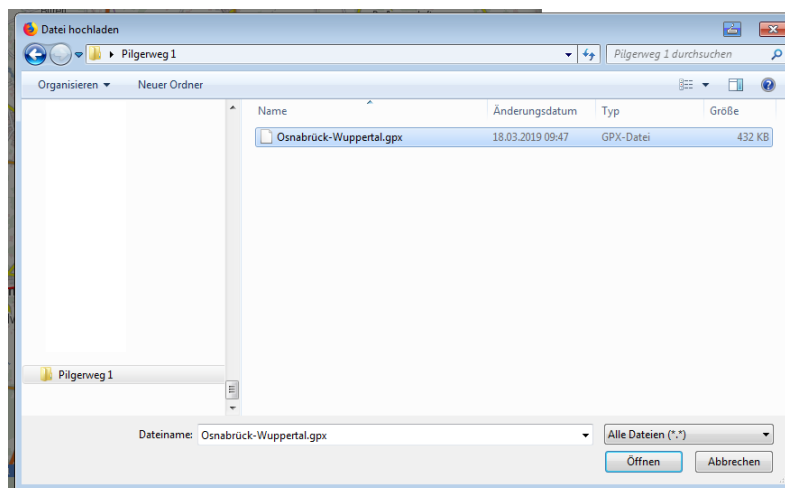 Datei hochladen
Pilgerweg 1
Pilgerweg 1 durchsuchen
Organisieren
Neuer Ordner
Name Änderungsdatum Typ Größe
Osnabrück-Wuppertal.gpx 18.03.2019 09:47 GPX-Datei 432 KB
Pilgerweg 1
Dateiname: Osnabrück-Wuppertal.gpx Alle Dateien (*.*)
Öffnen Abbrechen